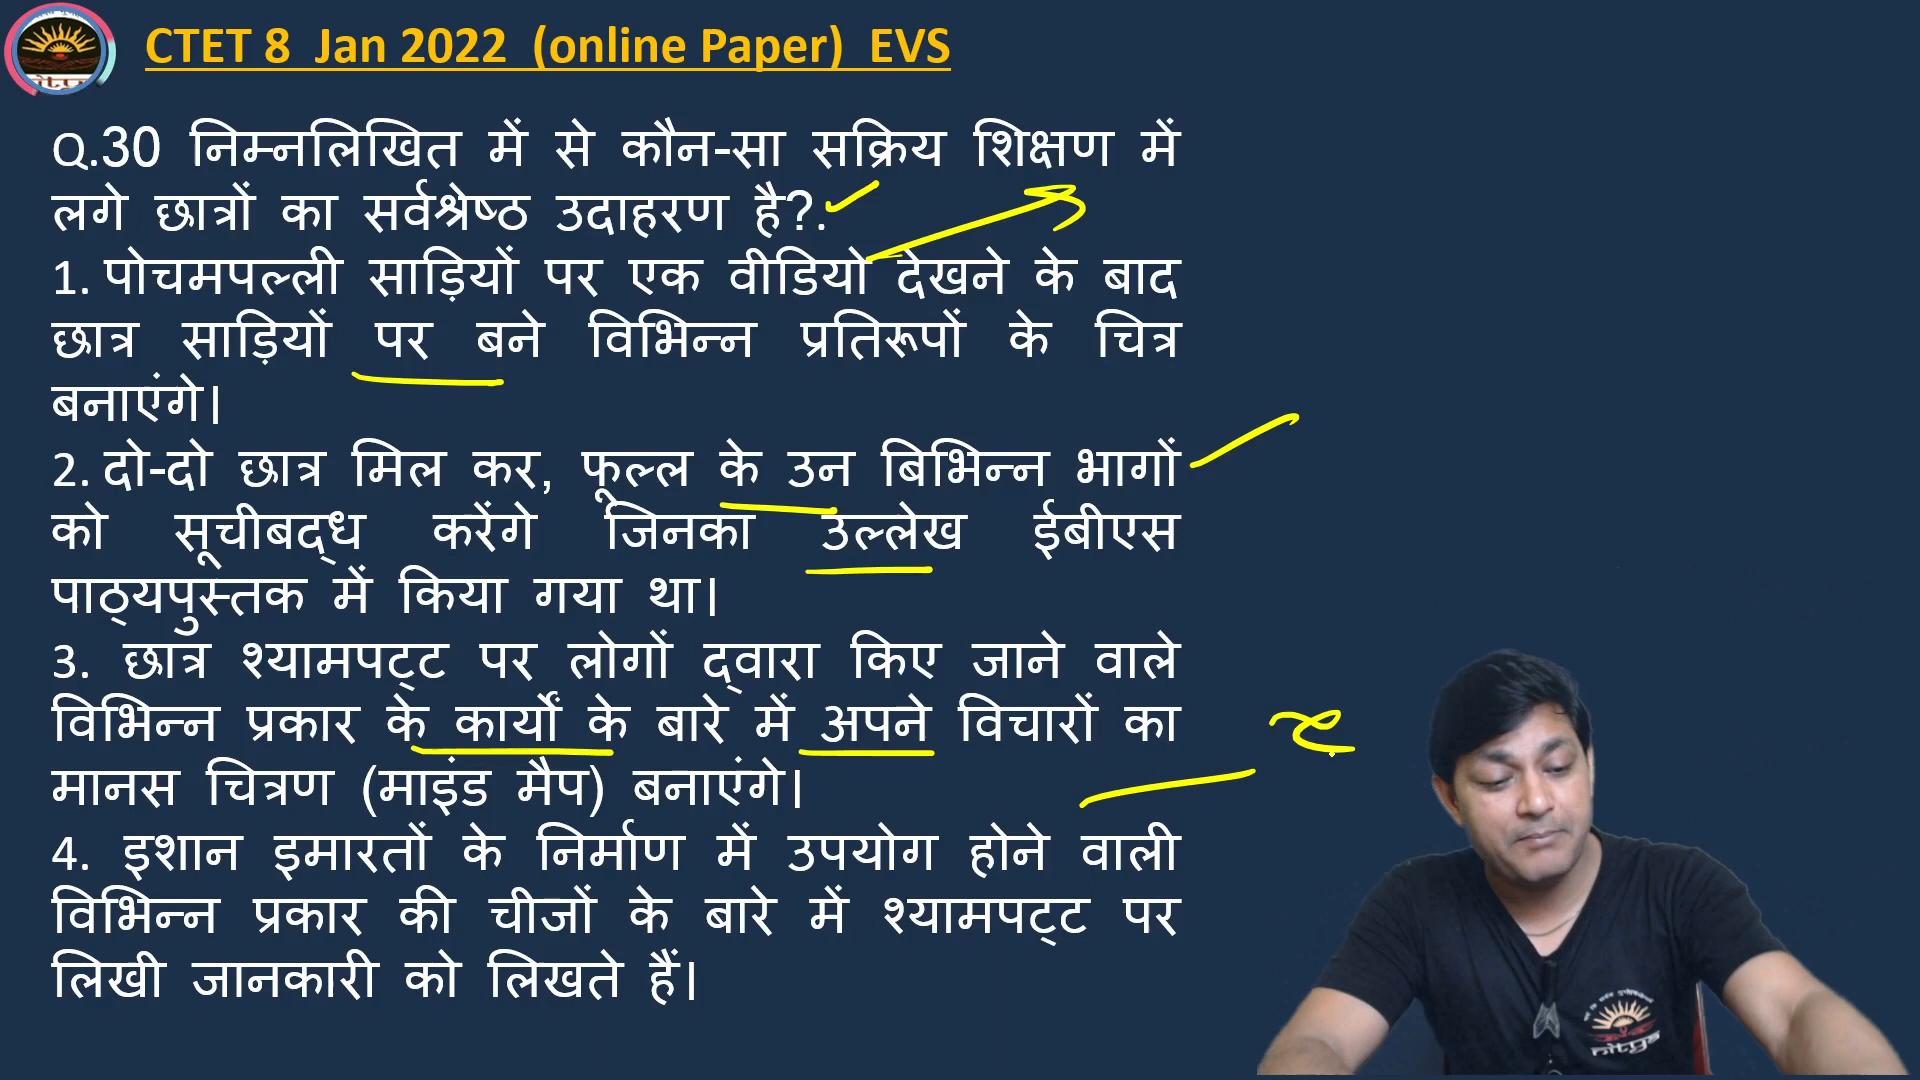 CTET 8 Jan 2022 (online Paper) EVS
Q.30 निम्नलिखित में से कौन-सा सक्रिय शिक्षण में
लगे छात्रों का सर्वश्रेष्ठ उदाहरण है?.
1. पोचमपल्ली साड़ियों पर एक वीडियो देखने के बाद
छात्र साड़ियों पर बने विभिन्न प्रतिरूपों के चित्र
बनाएंगे।
2. दो-दो छात्र मिल कर, फूल्ल के उन बिभिन्न भागों
को सूचीबद्ध करेंगे जिनका उल्लेख ईबीएस
पाठ्यपुस्तक में किया गया था।
3. छात्र श्यामपट्ट पर लोगों द्वारा किए जाने वाले
विभिन्न प्रकार के कार्यों के बारे में अपने विचारों का
मानस चित्रण (माइंड मैप) बनाएंगे।
4. इशान इमारतों के निर्माण में उपयोग होने वाली
विभिन्न प्रकार की चीजों के बारे में श्यामपट्ट पर
लिखी जानकारी को लिखते हैं।
nitya